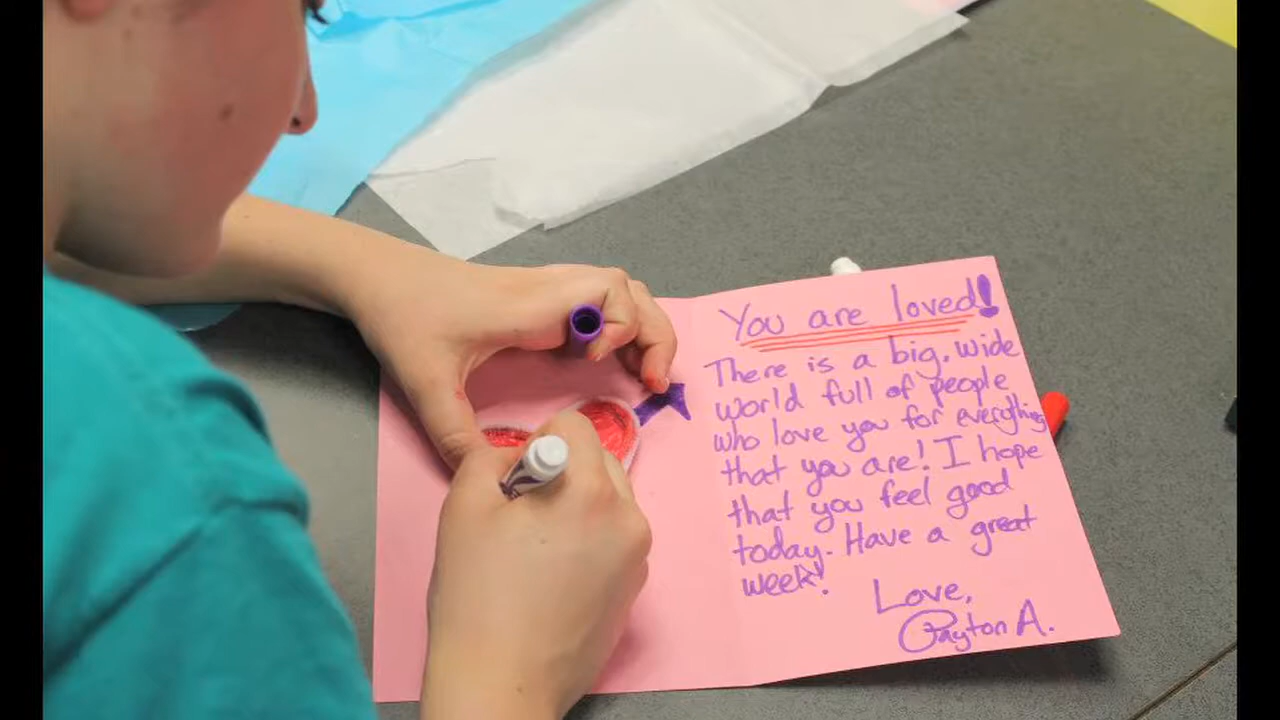 You are loved!
There is a big, wide
world full of people
who love you for everything
that you are! I hope
that you feel good
today. Have a great
week!
Love,
Payton A.